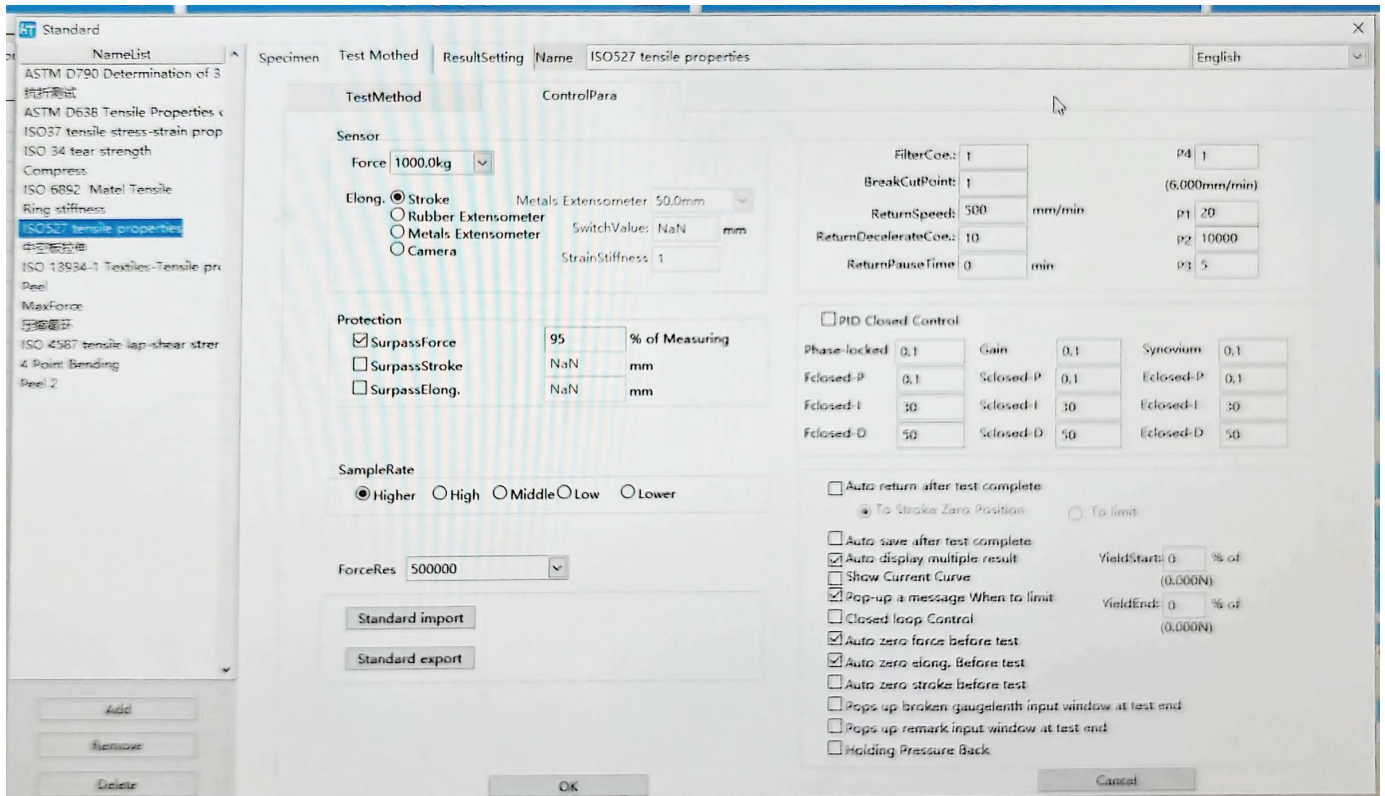 Standard
NameList
ASTM D790 Determination of 3
抗折测试
ASTM D638 Tensile Properties
ISO37 tensile stress-strain prop
ISO 34 tear strength
Compress
ISO 6892 Matel Tensile
Ring stiffness
ISO527 tensile properties
中空板拉伸
ISO 13934-1 Textiles-Tensile pro
Peel
MaxForce
压缩循环
ISO 4587 tensile lap-shear strer
4 Point Bending
Peel 2
Add
Remove
Delete
Specimen Test Mothed ResultSetting Name ISO527 tensile properties English
TestMethod ControlPara
Sensor
Force 1000.0kg
Elong. Stroke Metals Extensometer 50.0mm
Rubber Extensometer
Metals Extensometer SwitchValue: NaN mm
Camera StrainStiffness 1
Protection
SurpassForce 95 % of Measuring
SurpassStroke NaN mm
SurpassElong. NaN mm
SampleRate
Higher High Middle Low Lower
ForceRes 500000
Standard import
Standard export
FilterCoe.: 1 P4 1
BreakCutPoint: 1 (6.000mm/min)
ReturnSpeed: 500 mm/min P1 20
ReturnDecelerateCoe.: 10 P2 10000
ReturnPauseTime 0 min P3 5
PID Closed Control
Phase-locked 0.1 Gain 0.1 Synovium 0.1
Fclosed-P 0.1 Sclosed-P 0.1 Eclosed-P 0.1
Fclosed-I 30 Sclosed-I 30 Eclosed-I 30
Fclosed-D 50 Sclosed-D 50 Eclosed-D 50
Auto return after test complete
To Stroke Zero Position To limit
Auto save after test complete
Auto display multiple result YieldStart: 0 % of
Show Current Curve (0.000N)
Pop-up a message When to limit YieldEnd: 0 % of
Closed loop Control (0.000N)
Auto zero force before test
Auto zero elong. Before test
Auto zero stroke before test
Pops up broken gaugelenth input window at test end
Pops up remark input window at test end
Holding Pressure Back
OK Cancel